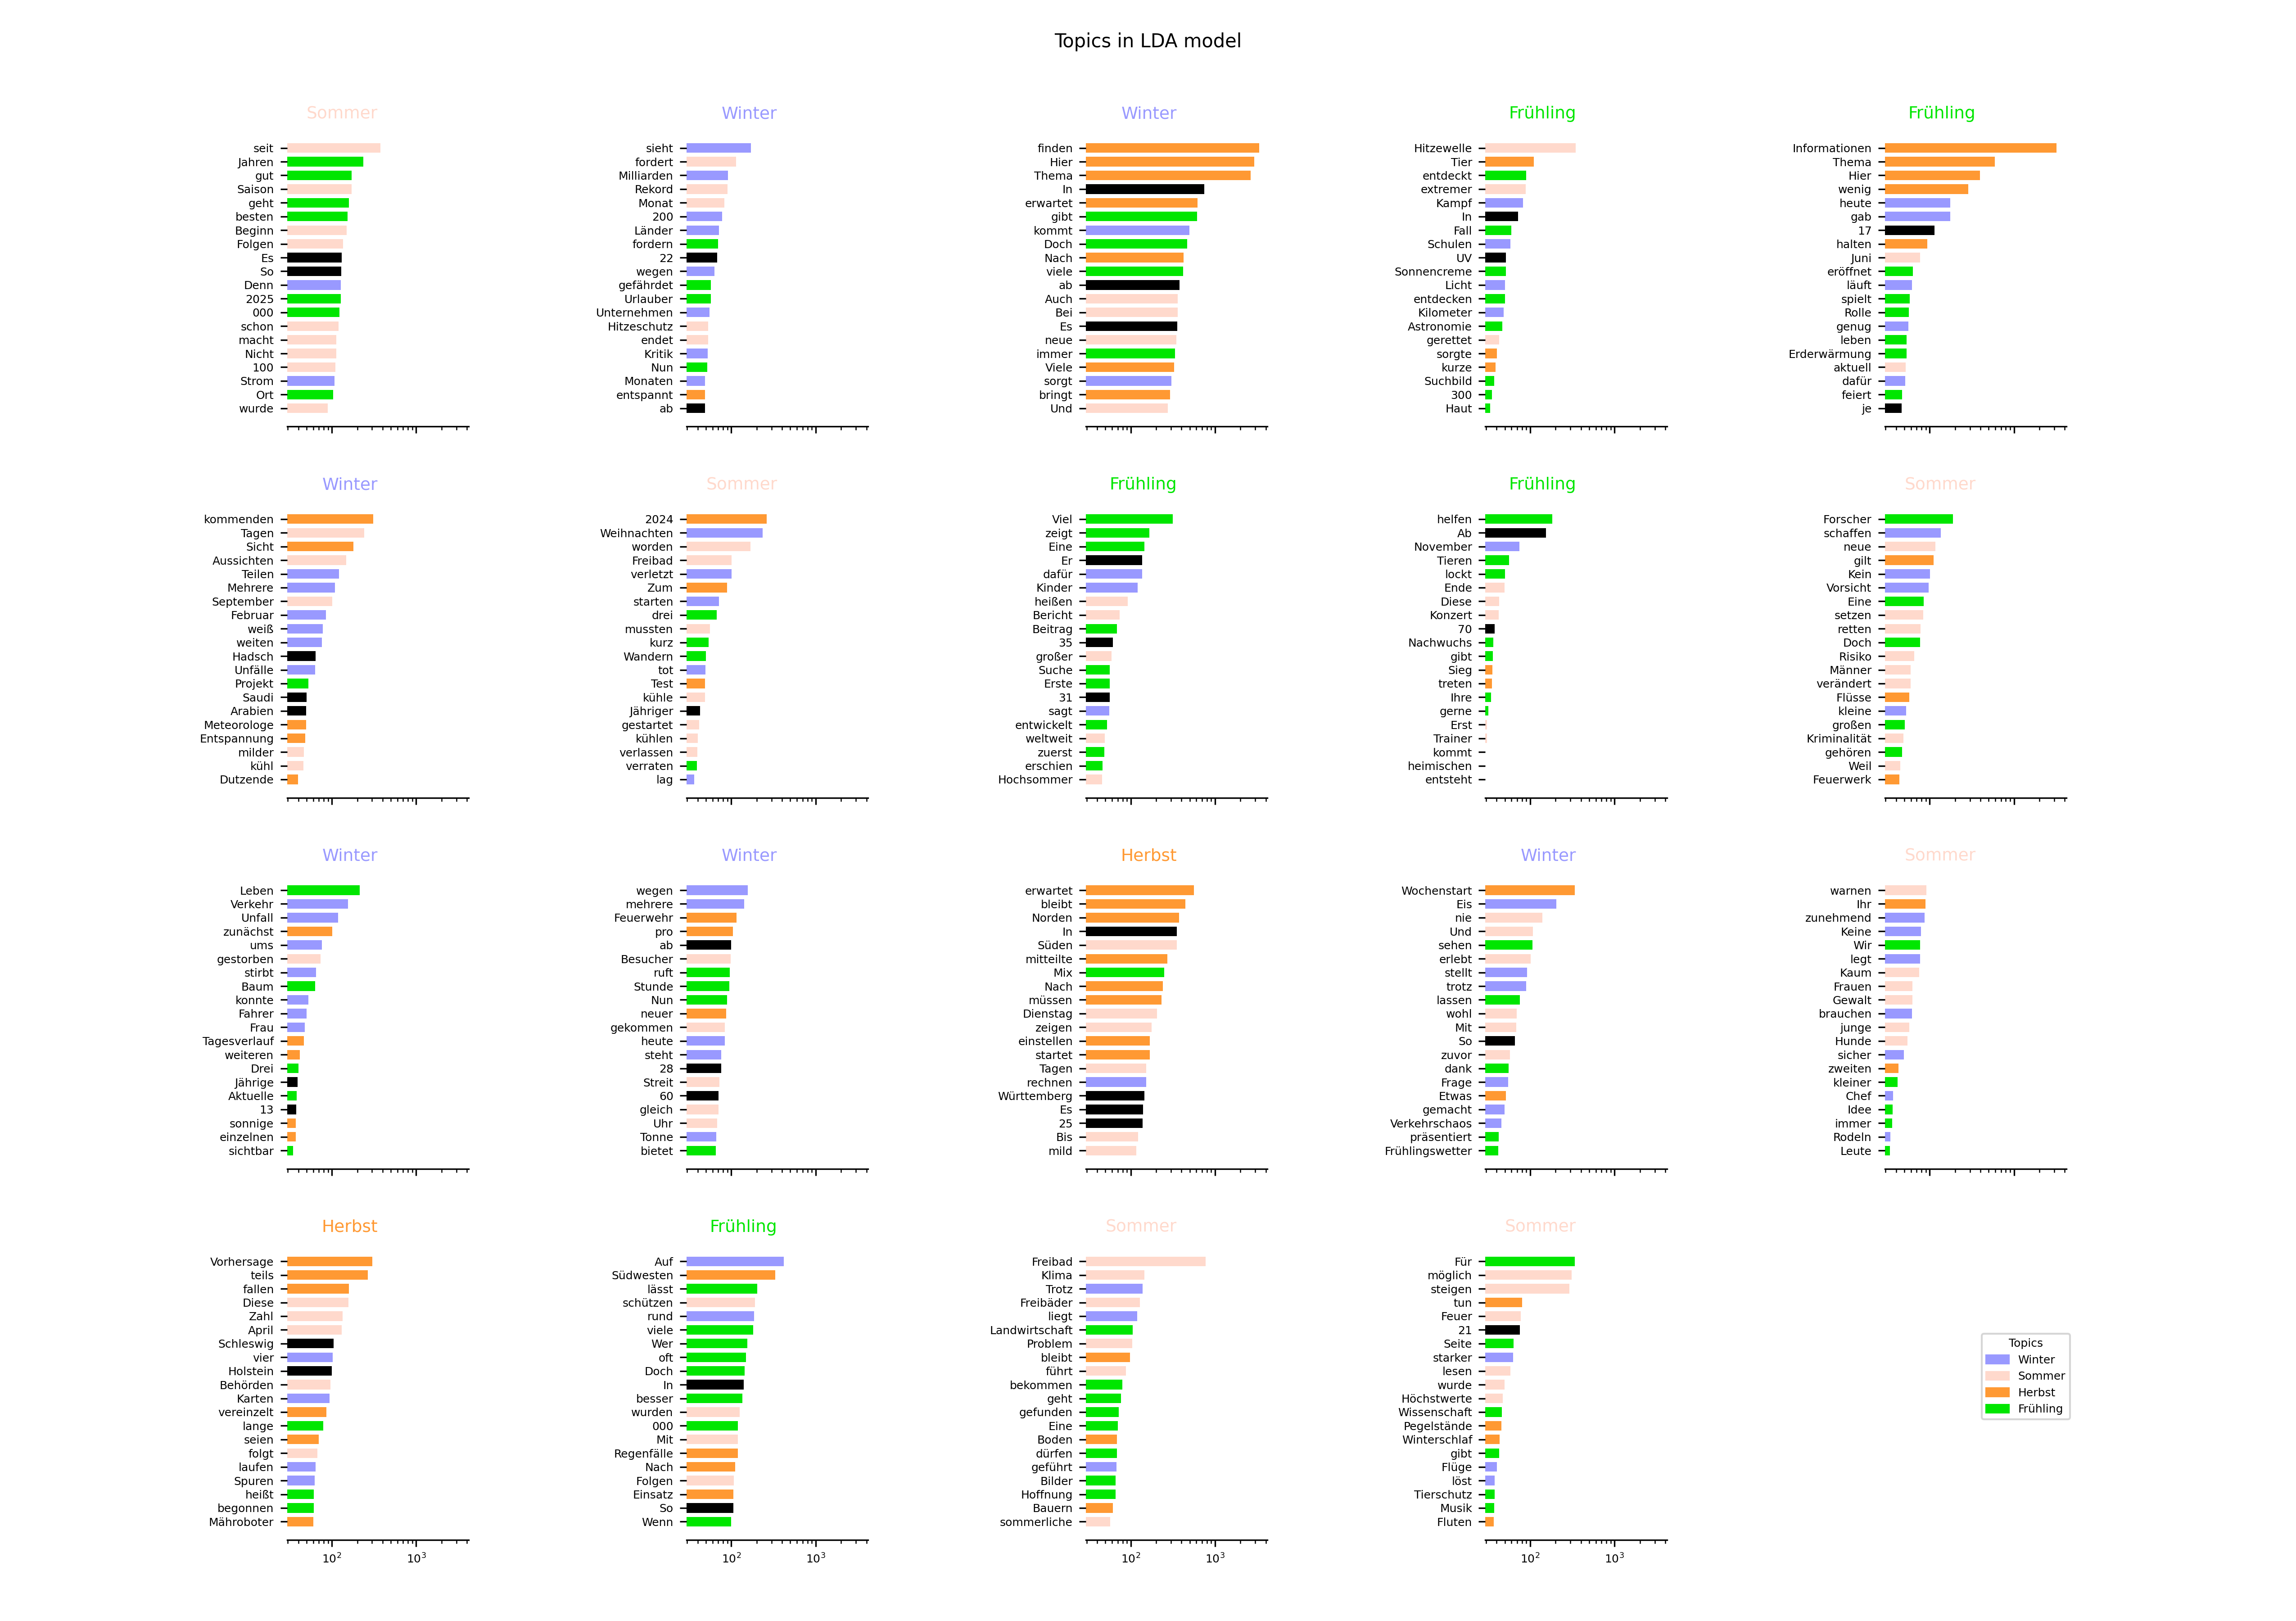 Topics in LDA model
Sommer
seit
Jahren
gut
Saison
geht
besten
Beginn
Folgen
Es
So
Denn
2025
000
schon
macht
Nicht
100
Strom
Ort
wurde
Winter
sieht
fordert
Milliarden
Rekord
Monat
200
Länder
fordern
22
wegen
gefährdet
Urlauber
Unternehmen
Hitzeschutz
endet
Kritik
Nun
Monaten
entspannt
ab
Winter
finden
Hier
Thema
In
erwartet
gibt
kommt
Doch
Nach
viele
ab
Auch
Bei
Es
neue
immer
Viele
sorgt
bringt
Und
Frühling
Hitzewelle
Tier
entdeckt
extremer
Kampf
In
Fall
Schulen
UV
Sonnencreme
Licht
entdecken
Kilometer
Astronomie
gerettet
sorgte
kurze
Suchbild
300
Haut
Frühling
Informationen
Thema
Hier
wenig
heute
gab
17
halten
Juni
eröffnet
läuft
spielt
Rolle
genug
leben
Erderwärmung
aktuell
dafür
feiert
je
Winter
kommenden
Tagen
Sicht
Aussichten
Teilen
Mehrere
September
Februar
weiß
weiten
Hadsch
Unfälle
Projekt
Saudi
Arabien
Meteorologe
Entspannung
milder
kühl
Dutzende
Sommer
2024
Weihnachten
worden
Freibad
verletzt
Zum
starten
drei
mussten
kurz
Wandern
tot
Test
kühle
Jähriger
gestartet
kühlen
verlassen
verraten
lag
Frühling
Viel
zeigt
Eine
Er
dafür
Kinder
heißen
Bericht
Beitrag
35
großer
Suche
Erste
31
sagt
entwickelt
weltweit
zuerst
erschien
Hochsommer
Frühling
helfen
Ab
November
Tieren
lockt
Ende
Diese
Konzert
70
Nachwuchs
gibt
Sieg
treten
Ihre
gerne
Erst
Trainer
kommt
heimischen
entsteht
Sommer
Forscher
schaffen
neue
gilt
Kein
Vorsicht
Eine
setzen
retten
Doch
Risiko
Männer
verändert
Flüsse
kleine
großen
Kriminalität
gehören
Weil
Feuerwerk
Winter
Leben
Verkehr
Unfall
zunächst
ums
gestorben
stirbt
Baum
konnte
Fahrer
Frau
Tagesverlauf
weiteren
Drei
Jährige
Aktuelle
13
sonnige
einzelnen
sichtbar
Winter
wegen
mehrere
Feuerwehr
pro
ab
Besucher
ruft
Stunde
Nun
neuer
gekommen
heute
steht
28
Streit
60
gleich
Uhr
Tonne
bietet
Herbst
erwartet
bleibt
Norden
In
Süden
mitteilte
Mix
Nach
müssen
Dienstag
zeigen
einstellen
startet
Tagen
rechnen
Württemberg
Es
25
Bis
mild
Winter
Wochenstart
Eis
nie
Und
sehen
erlebt
stellt
trotz
lassen
wohl
Mit
So
zuvor
dank
Frage
Etwas
gemacht
Verkehrschaos
präsentiert
Frühlingswetter
Sommer
warnen
Ihr
zunehmend
Keine
Wir
legt
Kaum
Frauen
Gewalt
brauchen
junge
Hunde
sicher
zweiten
kleiner
Chef
Idee
immer
Rodeln
Leute
Herbst
Vorhersage
teils
fallen
Diese
Zahl
April
Schleswig
vier
Holstein
Behörden
Karten
vereinzelt
lange
seien
folgt
laufen
Spuren
heißt
begonnen
Mähroboter
10² 10³
Frühling
Auf
Südwesten
lässt
schützen
rund
viele
Wer
oft
Doch
In
besser
wurden
000
Mit
Regenfälle
Nach
Folgen
Einsatz
So
Wenn
10² 10³
Sommer
Freibad
Klima
Trotz
Freibäder
liegt
Landwirtschaft
Problem
bleibt
führt
bekommen
geht
gefunden
Eine
Boden
dürfen
geführt
Bilder
Hoffnung
Bauern
sommerliche
10² 10³
Sommer
Für
möglich
steigen
tun
Feuer
21
Seite
starker
lesen
wurde
Höchstwerte
Wissenschaft
Pegelstände
Winterschlaf
gibt
Flüge
löst
Tierschutz
Musik
Fluten
10² 10³
Topics
Winter
Sommer
Herbst
Frühling